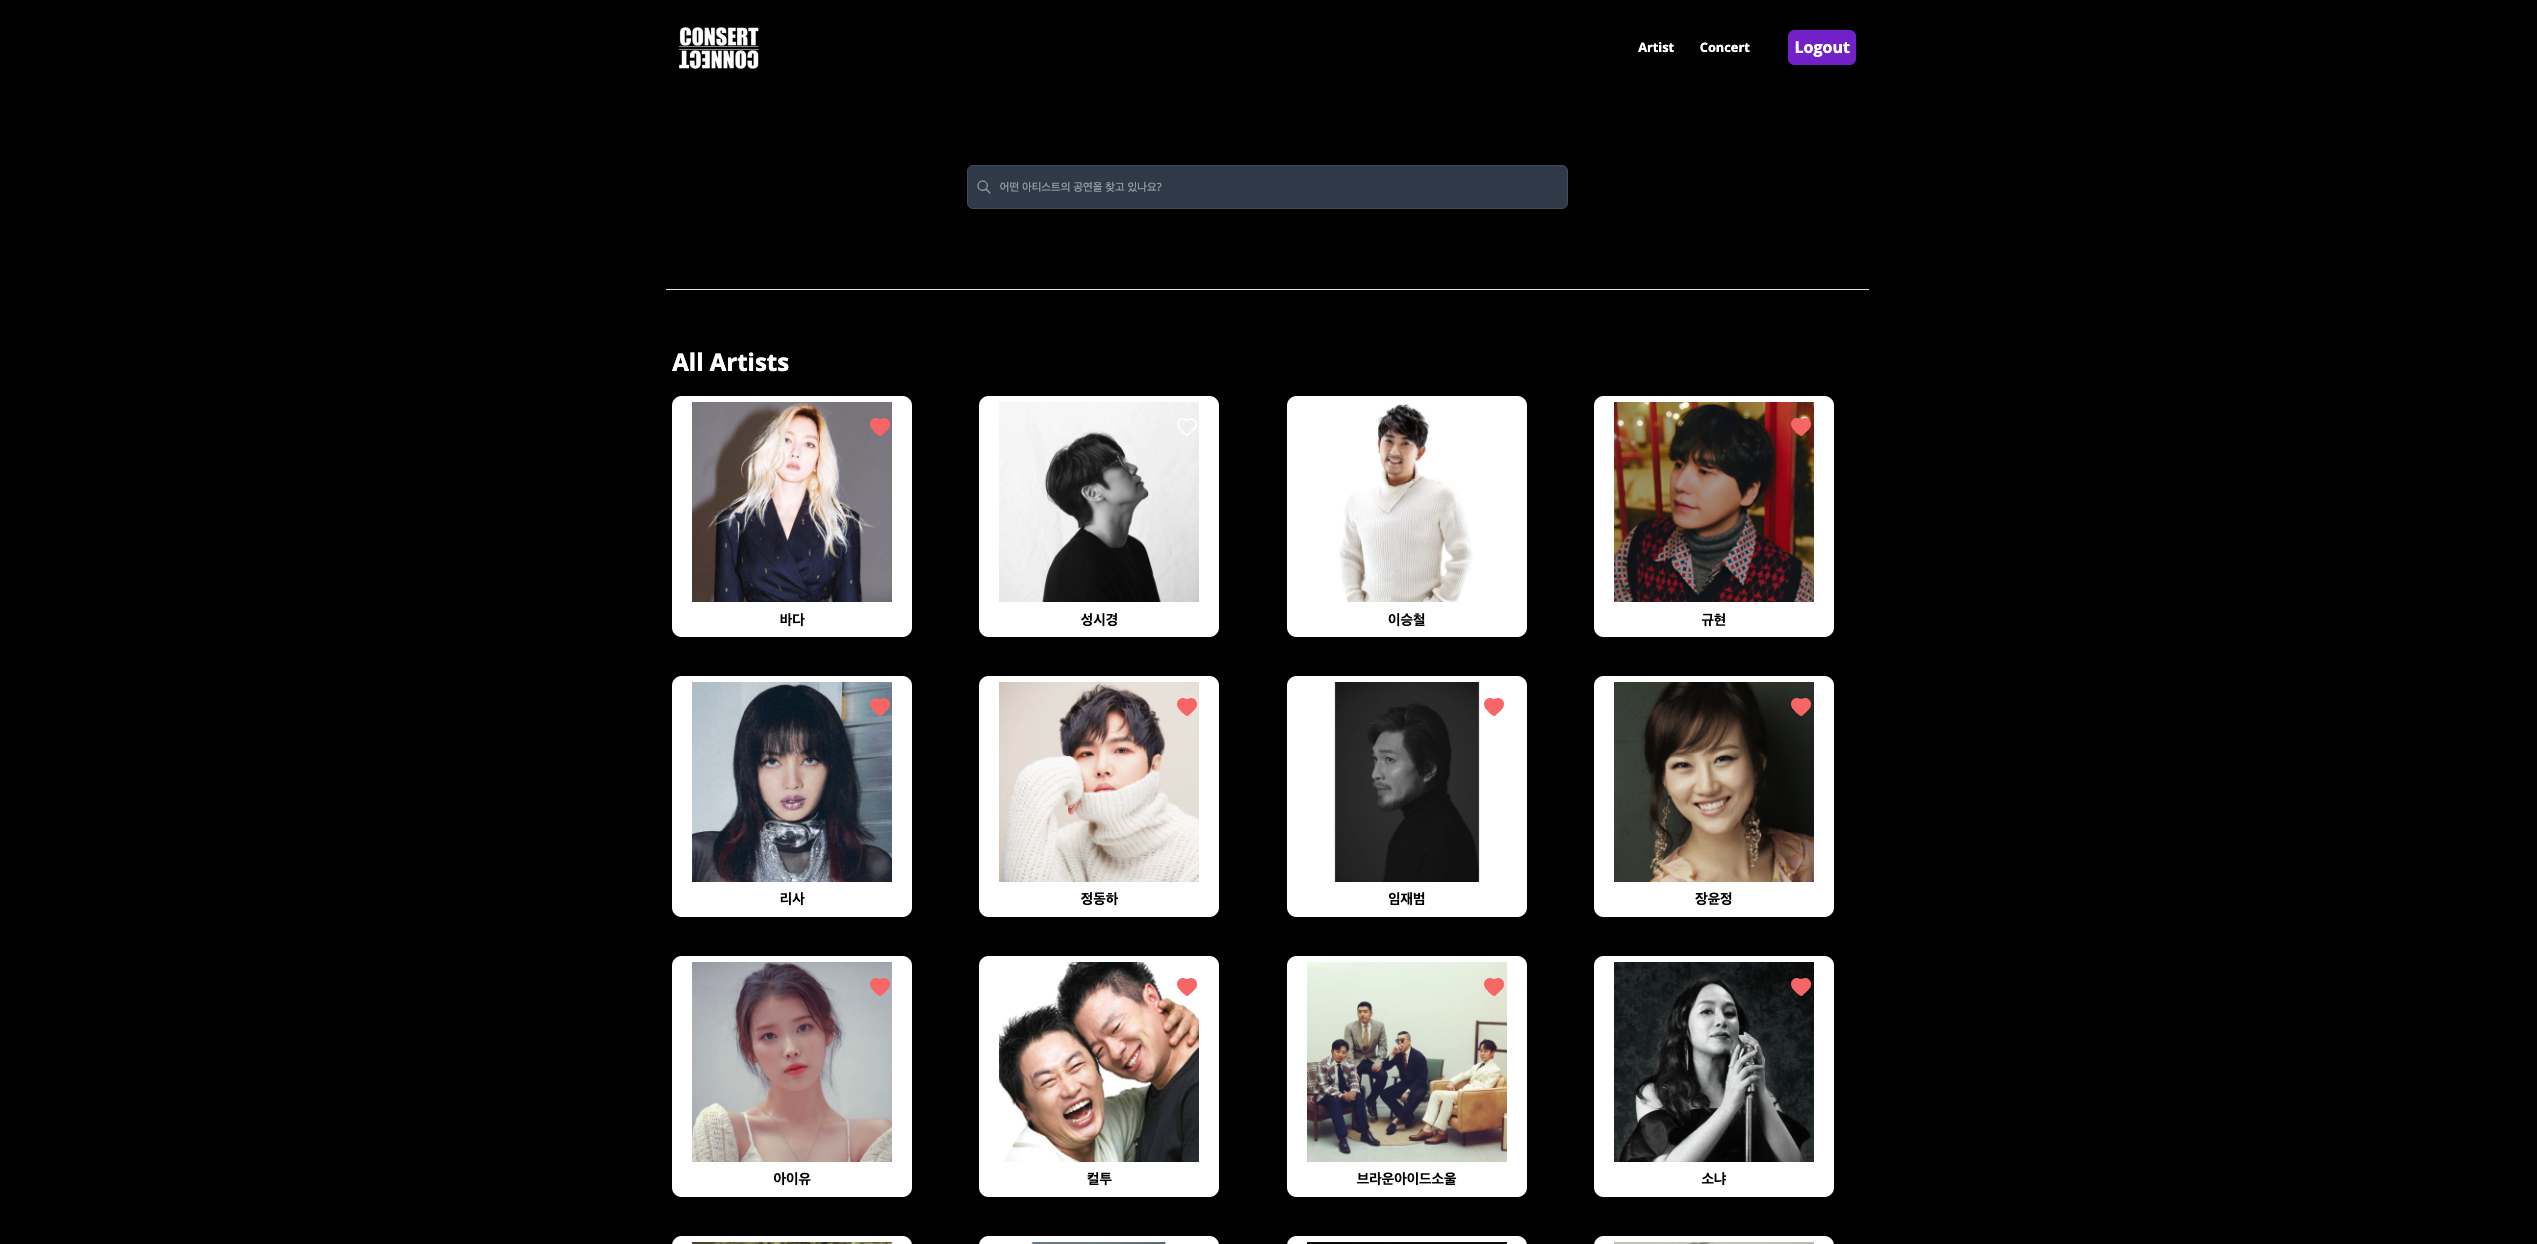 CONSERT
CONNECT
Artist
Concert
Logout
어떤 아티스트의 공연을 찾고 있나요?
All Artists
바다
성시경
이승철
규현
리사
정동하
임재범
장윤정
아이유
컬투
브라운아이드소울
소냐